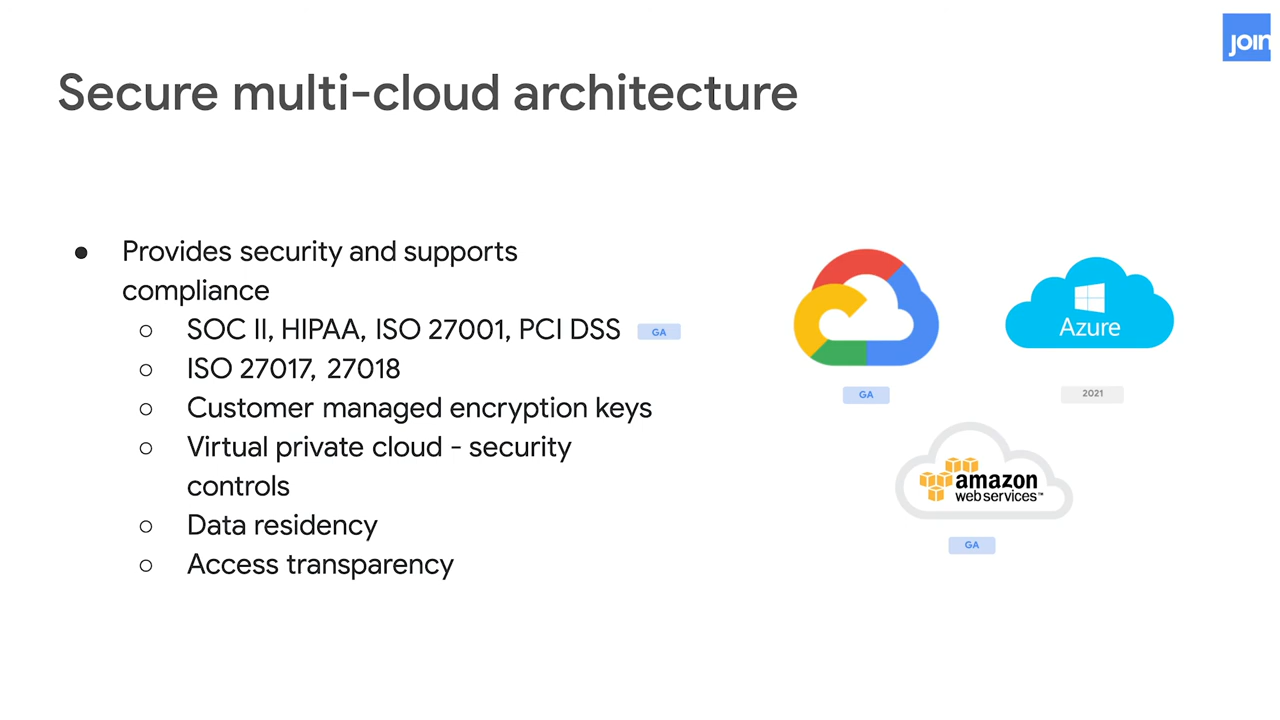 JOIN
Secure multi-cloud architecture
● Provides security and supports
compliance
○ SOC II, HIPAA, ISO 27001, PCI DSS GA
○ ISO 27017, 27018
○ Customer managed encryption keys
○ Virtual private cloud - security
controls
○ Data residency
○ Access transparency
Azure
GA
2021
amazon
web services™
GA